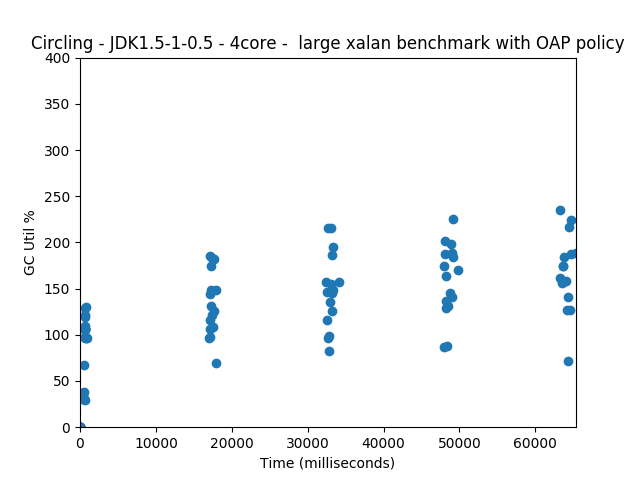 Circling - JDK1.5-1-0.5 - 4core -  large xalan benchmark with OAP policy
400
350
300
250
200
150
100
50
0
GC Util %
0 10000 20000 30000 40000 50000 60000
Time (milliseconds)